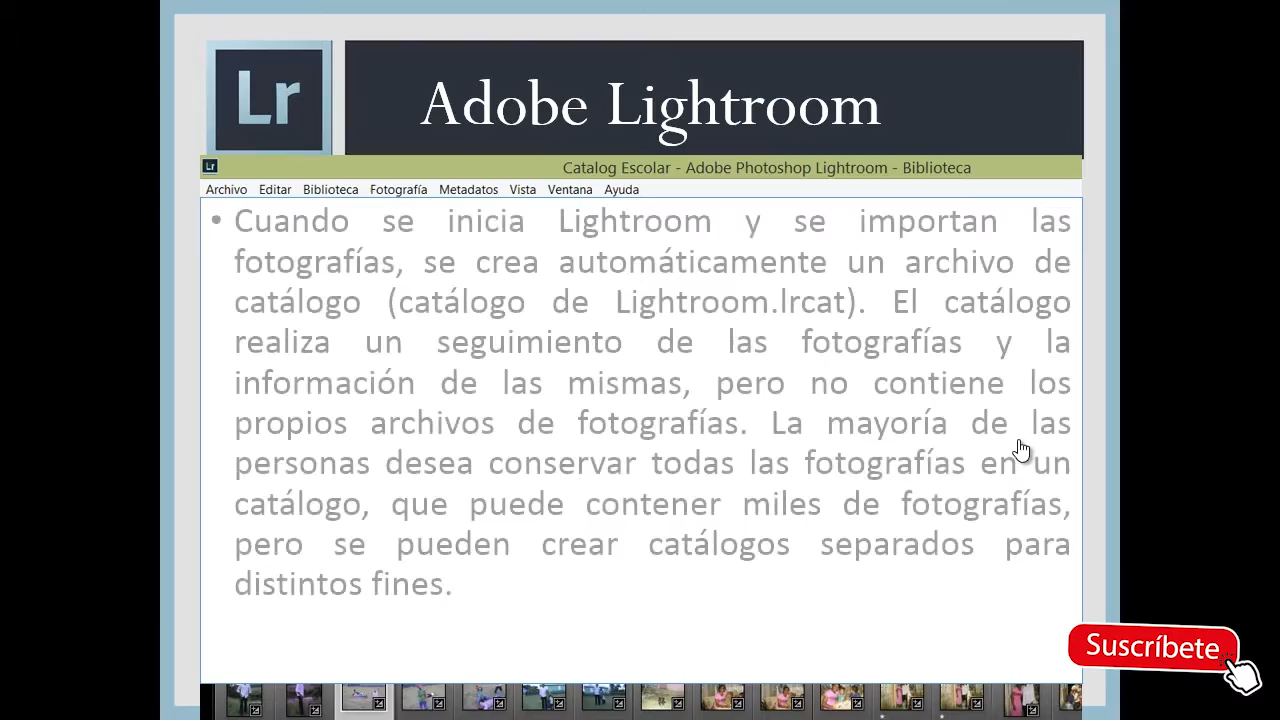 Lr
Adobe Lightroom
Lr
Catalog Escolar - Adobe Photoshop Lightroom - Biblioteca
Archivo Editar Biblioteca Fotografía Metadatos Vista Ventana Ayuda
• Cuando se inicia Lightroom y se importan las
fotografías, se crea automáticamente un archivo de
catálogo (catálogo de Lightroom.lrcat). El catálogo
realiza un seguimiento de las fotografías y la
información de las mismas, pero no contiene los
propios archivos de fotografías. La mayoría de las
personas desea conservar todas las fotografías en un
catálogo, que puede contener miles de fotografías,
pero se pueden crear catálogos separados para
distintos fines.
Suscríbete